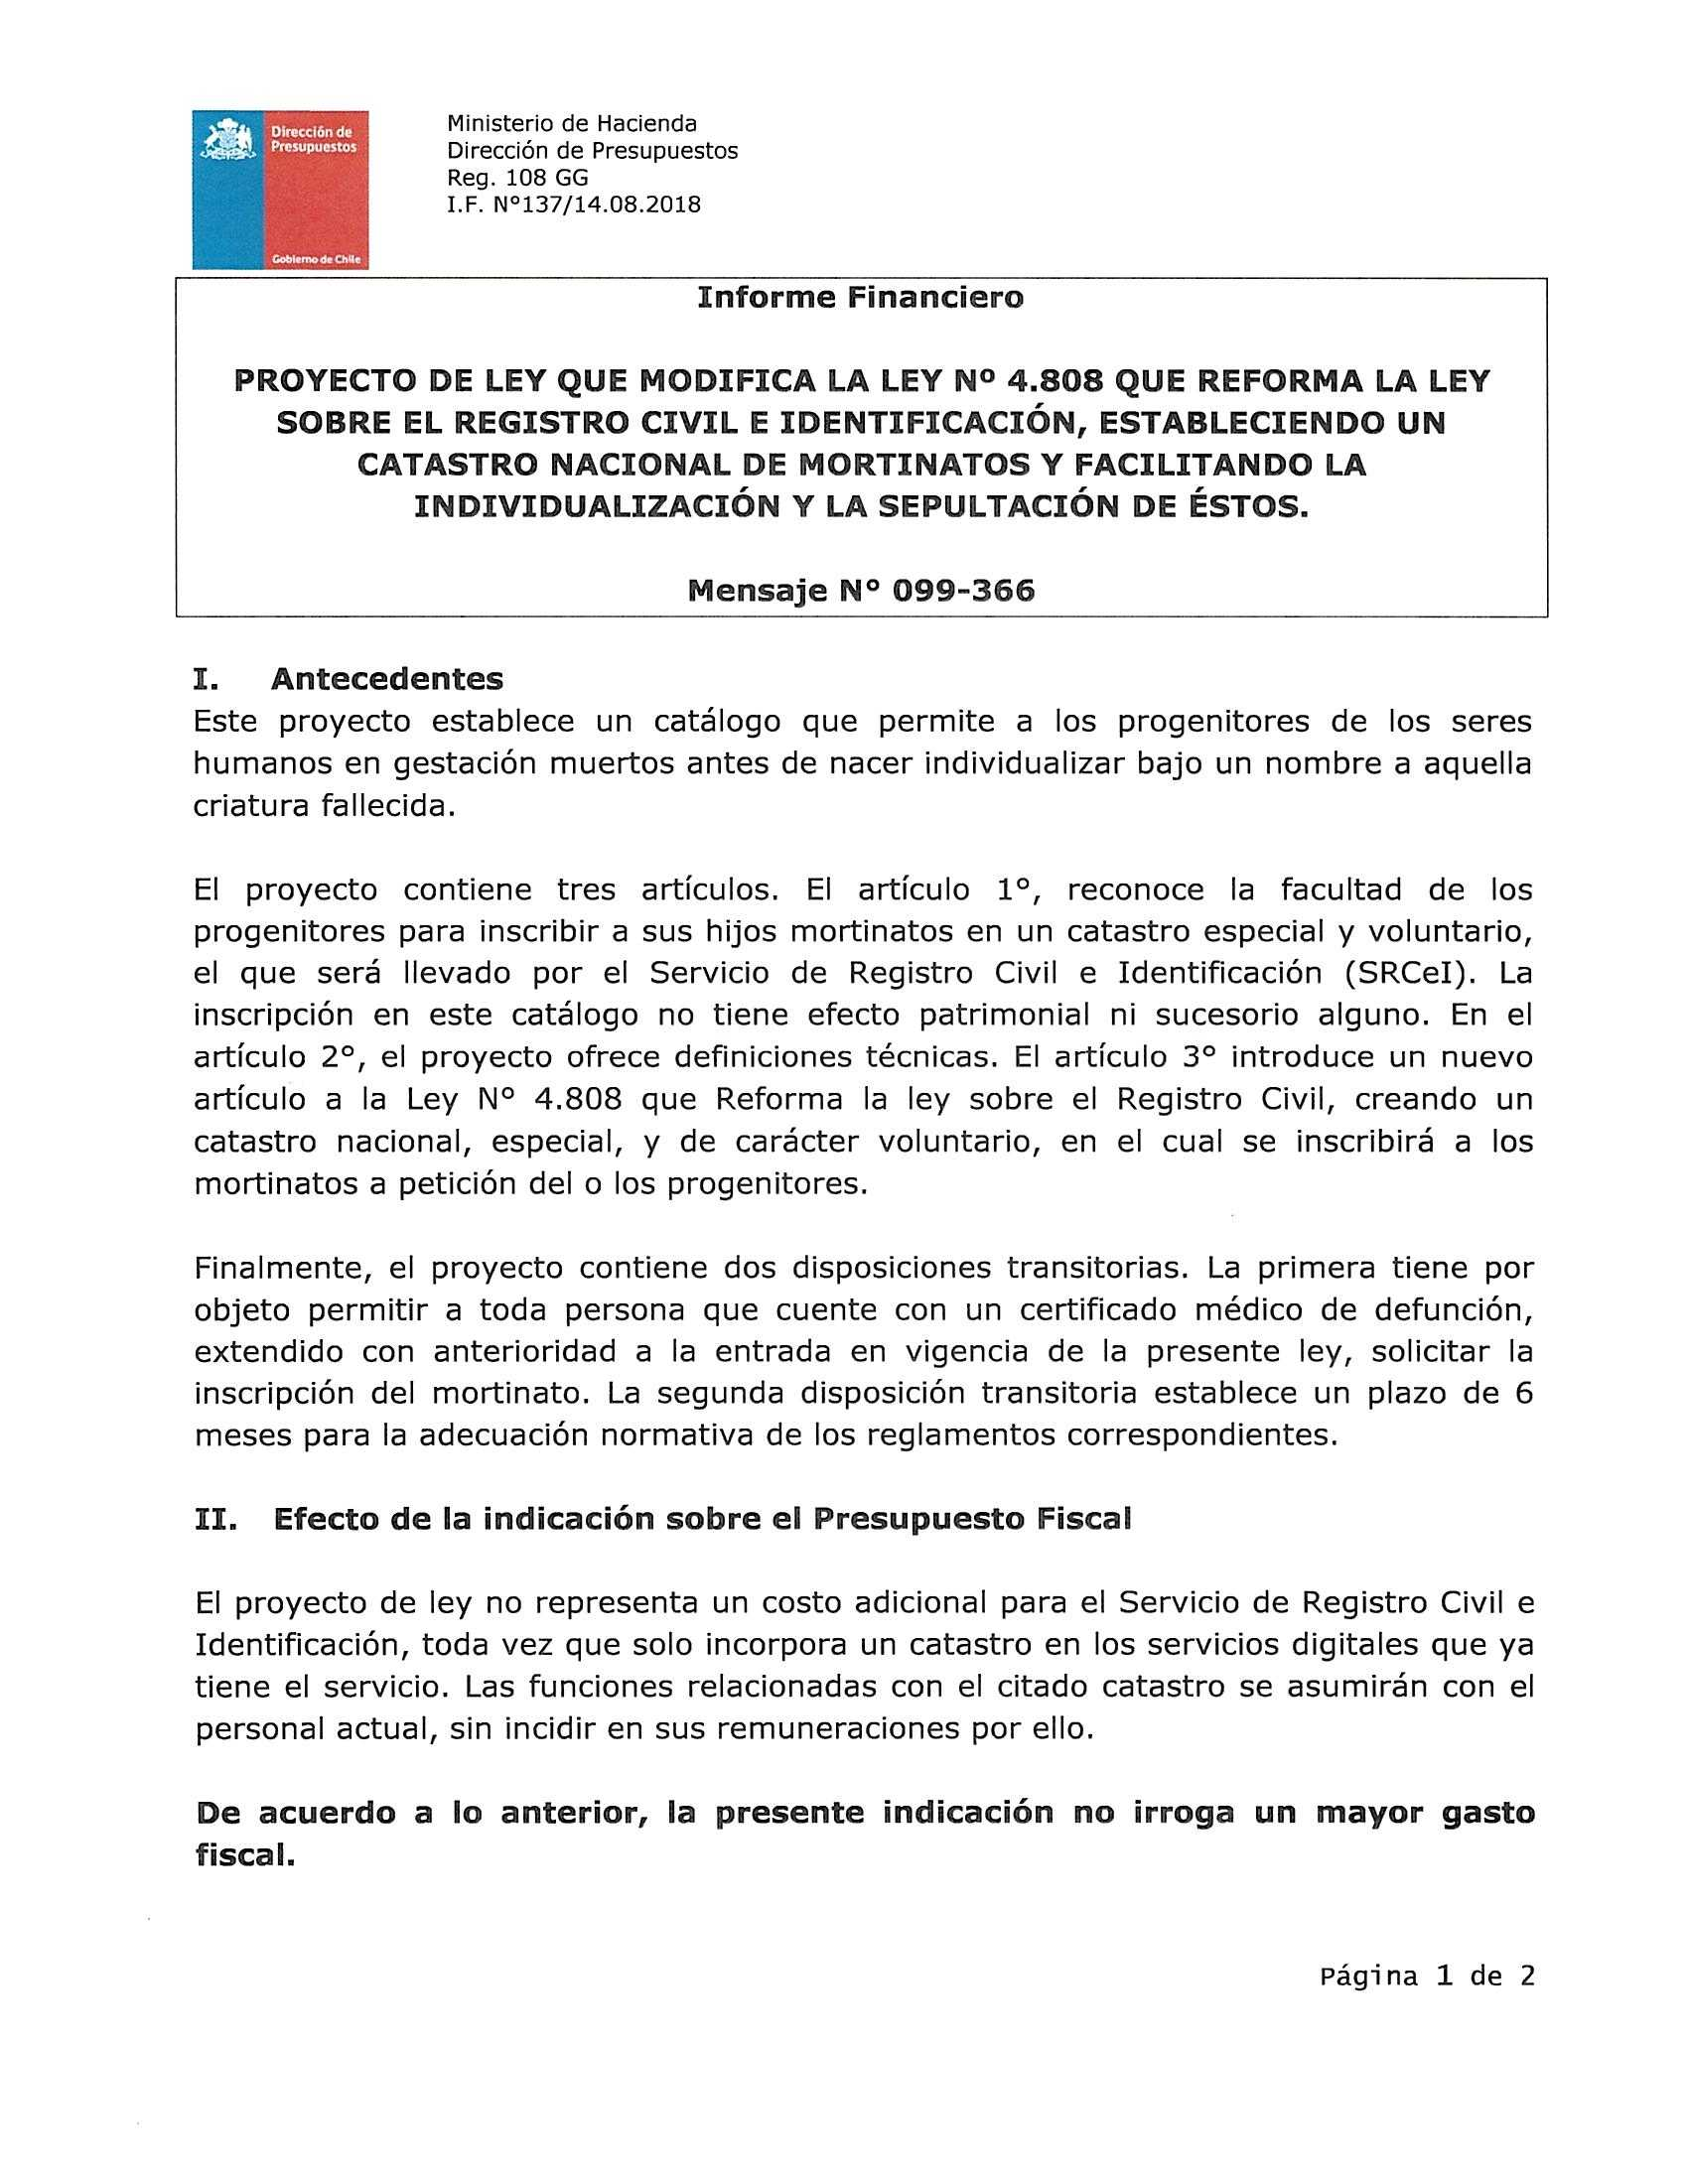 Dirección de
Presupuestos
Gobierno de Chile
Ministerio de Hacienda
Dirección de Presupuestos
Reg. 108 GG
I.F. N°137/14.08.2018
Informe Financiero
PROYECTO DE LEY QUE MODIFICA LA LEY Nº 4.808 QUE REFORMA LA LEY
SOBRE EL REGISTRO CIVIL E IDENTIFICACIÓN, ESTABLECIENDO UN
CATASTRO NACIONAL DE MORTINATOS Y FACILITANDO LA
INDIVIDUALIZACIÓN Y LA SEPULTACIÓN DE ÉSTOS.
Mensaje N° 099-366
I. Antecedentes
Este proyecto establece un catálogo que permite a los progenitores de los seres
humanos en gestación muertos antes de nacer individualizar bajo un nombre a aquella
criatura fallecida.
El proyecto contiene tres artículos. El artículo 1°, reconoce la facultad de los
progenitores para inscribir a sus hijos mortinatos en un catastro especial y voluntario,
el que será llevado por el Servicio de Registro Civil e Identificación (SRCeI). La
inscripción en este catálogo no tiene efecto patrimonial ni sucesorio alguno. En el
artículo 2°, el proyecto ofrece definiciones técnicas. El artículo 3° introduce un nuevo
artículo a la Ley N° 4.808 que Reforma la ley sobre el Registro Civil, creando un
catastro nacional, especial, y de carácter voluntario, en el cual se inscribirá a los
mortinatos a petición del o los progenitores.
Finalmente, el proyecto contiene dos disposiciones transitorias. La primera tiene por
objeto permitir a toda persona que cuente con un certificado médico de defunción,
extendido con anterioridad a la entrada en vigencia de la presente ley, solicitar la
inscripción del mortinato. La segunda disposición transitoria establece un plazo de 6
meses para la adecuación normativa de los reglamentos correspondientes.
II. Efecto de la indicación sobre el Presupuesto Fiscal
El proyecto de ley no representa un costo adicional para el Servicio de Registro Civil e
Identificación, toda vez que solo incorpora un catastro en los servicios digitales que ya
tiene el servicio. Las funciones relacionadas con el citado catastro se asumirán con el
personal actual, sin incidir en sus remuneraciones por ello.
De acuerdo a lo anterior, la presente indicación no irroga un mayor gasto
fiscal.
Página 1 de 2